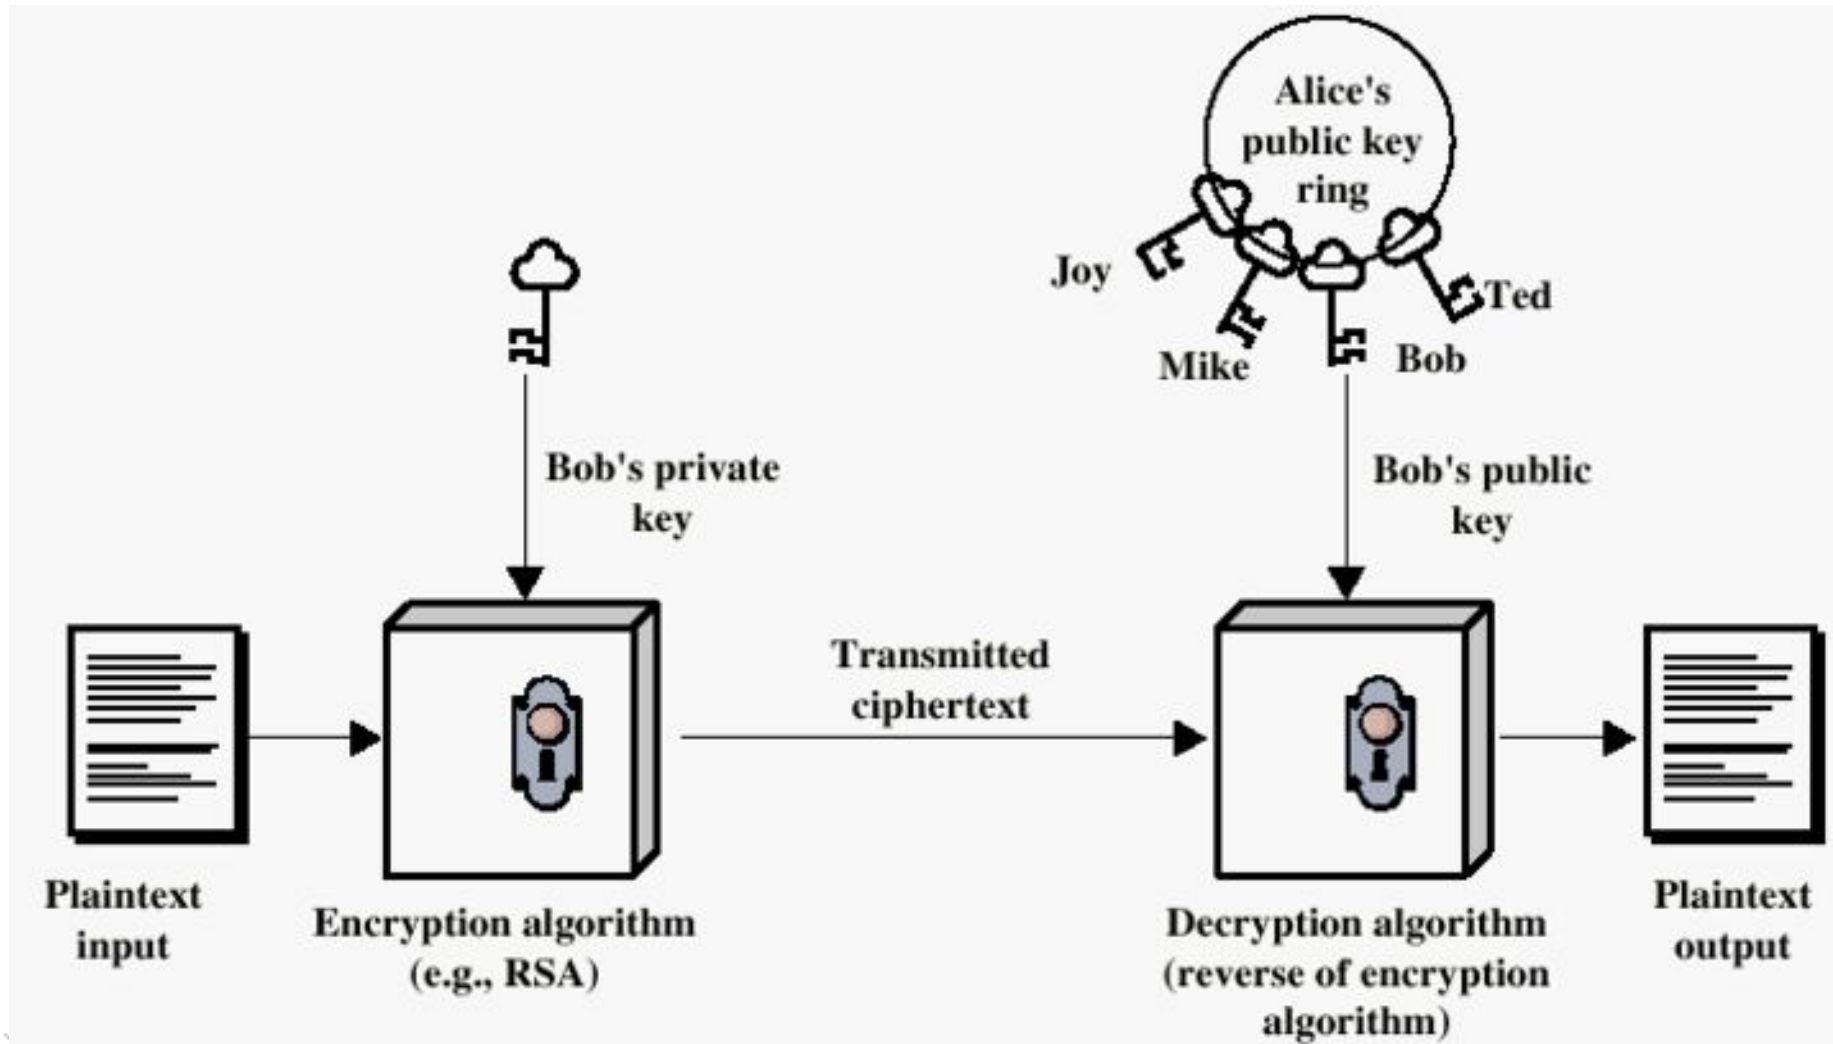 Alice's
public key
ring
Joy
Mike
Bob
Ted
Bob's private
key
Bob's public
key
Transmitted
ciphertext
Plaintext
input
Encryption algorithm
(e.g., RSA)
Decryption algorithm
(reverse of encryption
algorithm)
Plaintext
output